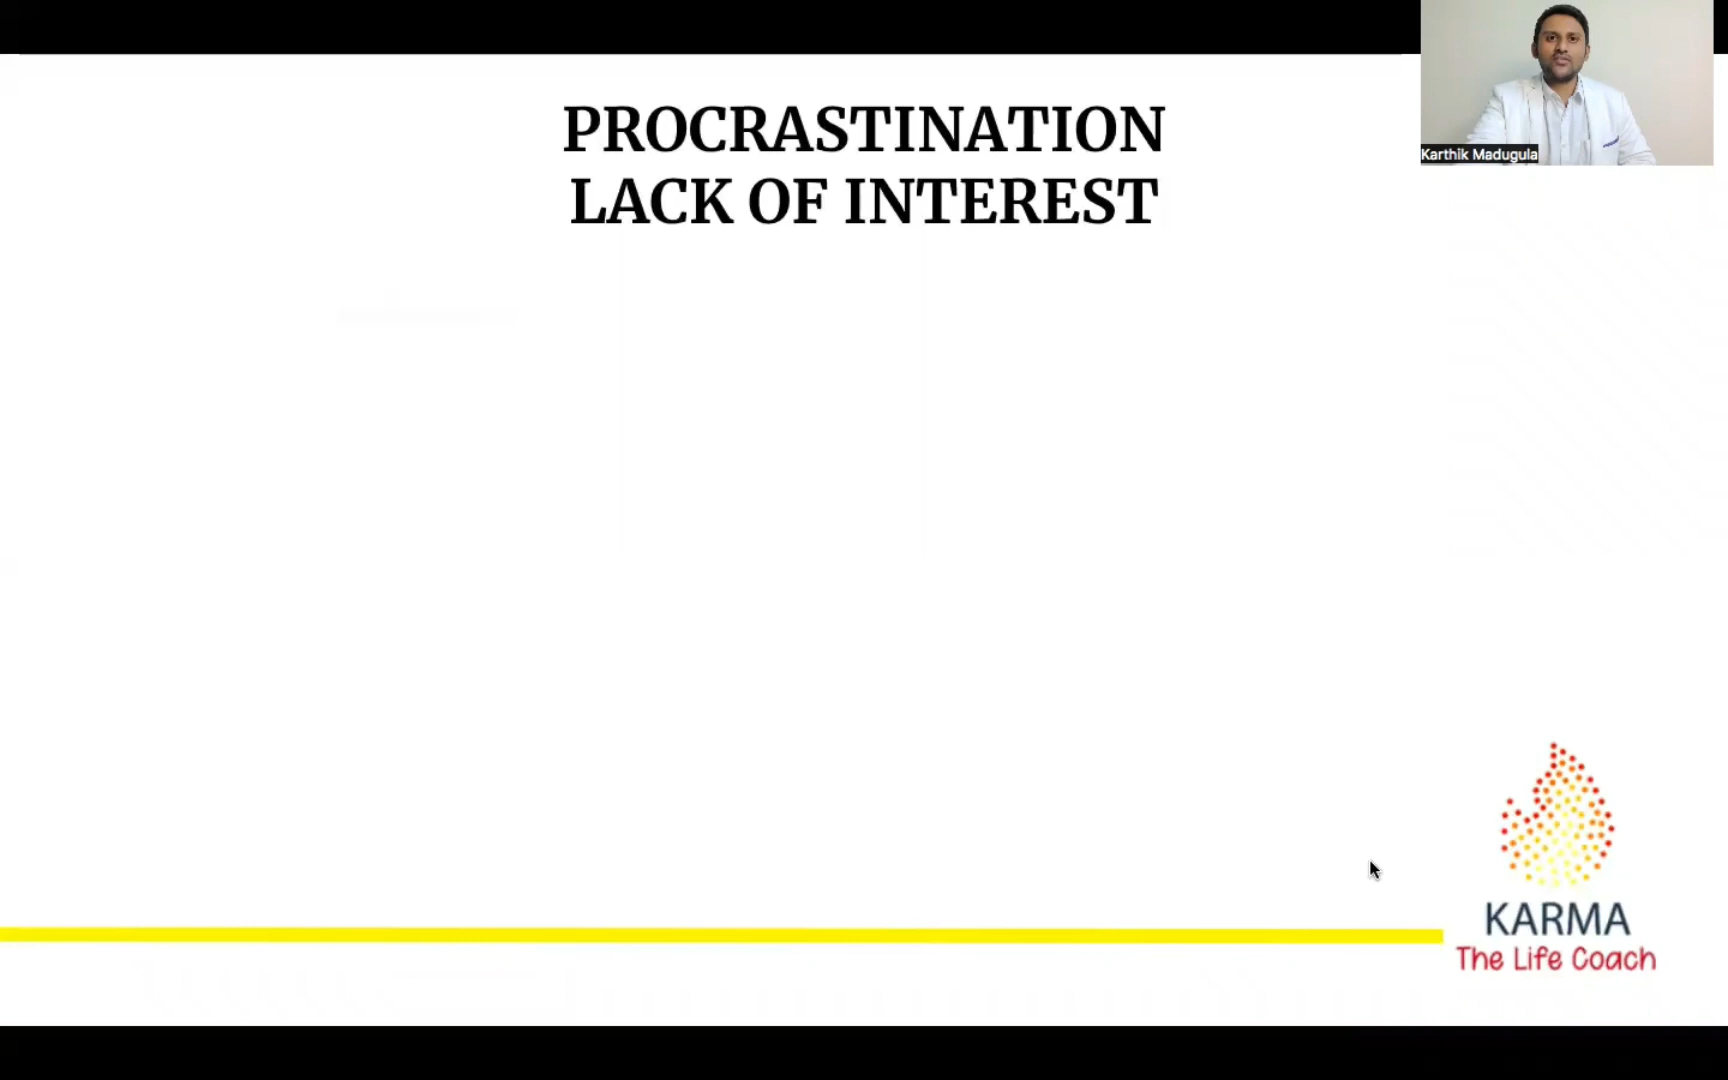 PROCRASTINATION
LACK OF INTEREST
Karthik Madugula
KARMA
The Life Coach